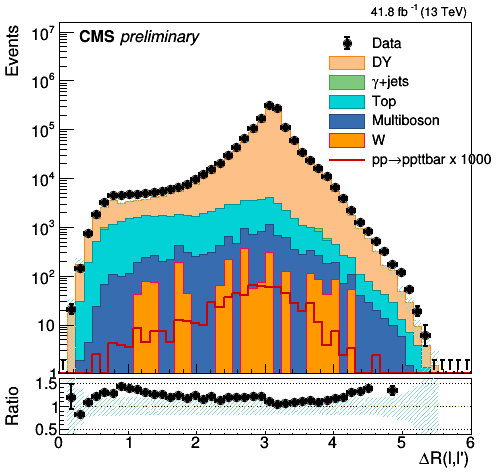 41.8 fb⁻¹ (13 TeV)
CMS preliminary
Events
10⁷
10⁶
10⁵
10⁴
10³
10²
10
1
Data
DY
γ+jets
Top
Multiboson
W
pp→ppttbar x 1000
Ratio
1.5
1
0.5
0 1 2 3 4 5 6
ΔR(l,l')